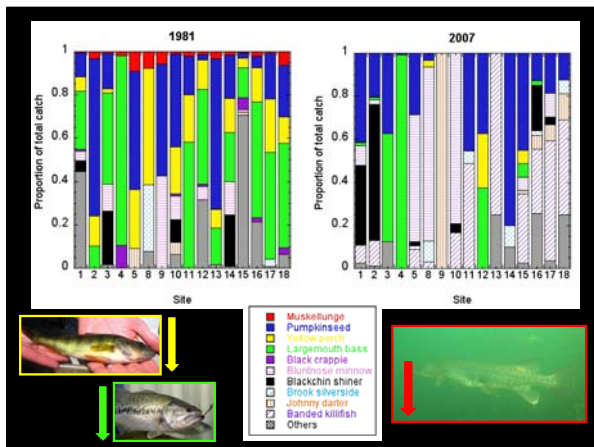 1981
2007
Proportion of total catch
1
0.8
0.6
0.4
0.2
0
1 2 3 4 5 8 9 10 11 12 13 14 15 16 17 18
Site
Proportion of total catch
1
0.8
0.6
0.4
0.2
0
1 2 3 4 5 8 9 10 11 12 13 14 15 16 17 18
Site
Muskellunge
Pumpkinseed
Yellow perch
Largemouth bass
Black crappie
Bluntnose minnow
Blackchin shiner
Brook silverside
Johnny darter
Banded killifish
Others